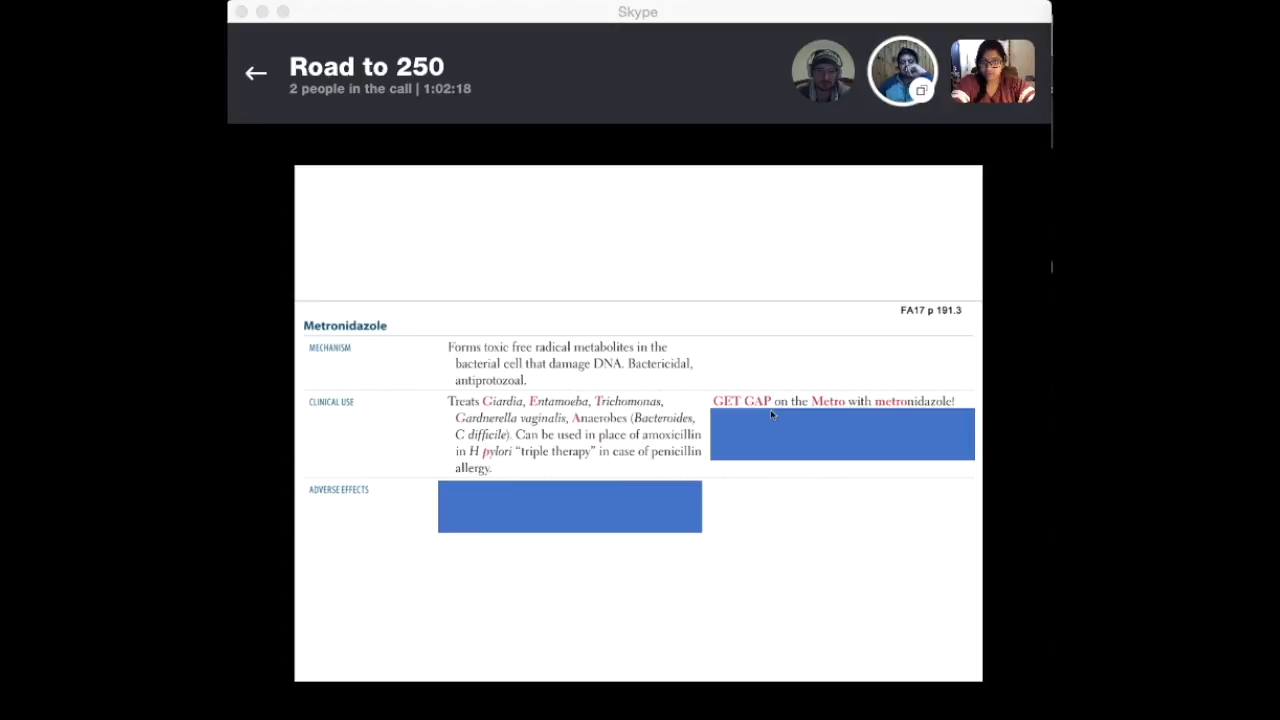 Skype
Road to 250
2 people in the call | 1:02:18
FA17 p 191.3
Metronidazole
MECHANISM
Forms toxic free radical metabolites in the
bacterial cell that damage DNA. Bactericidal,
antiprotozoal.
CLINICAL USE
Treats Giardia, Entamoeba, Trichomonas,
Gardnerella vaginalis, Anaerobes (Bacteroides,
C difficile). Can be used in place of amoxicillin
in H pylori “triple therapy” in case of penicillin
allergy.
GET GAP on the Metro with metronidazole!
ADVERSE EFFECTS